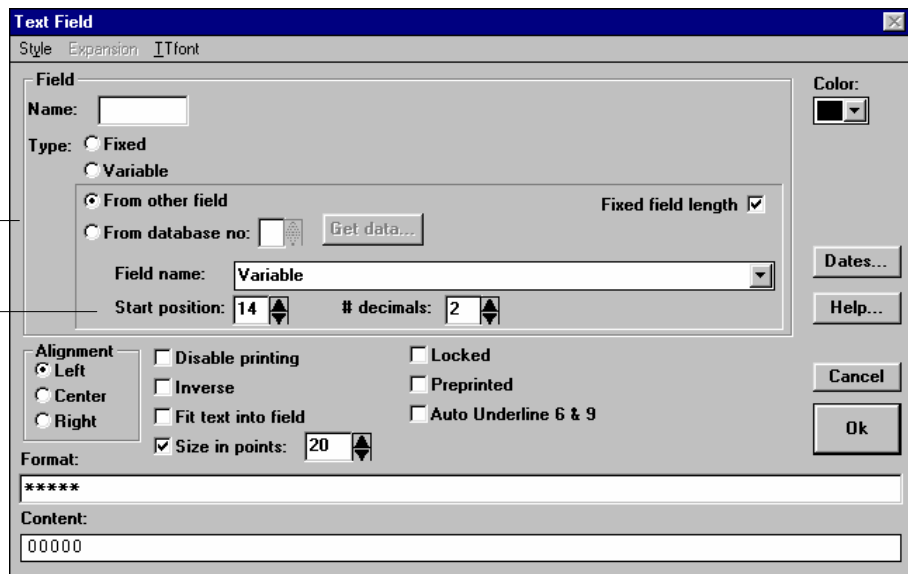 Text Field
Style Expansion TTfont
Field
Color:
Name:
Type: Fixed
Variable
From other field Fixed field length
From database no: Get data...
Field name: Variable
Dates...
Start position: 14 # decimals: 2
Help...
Alignment
Left
Center
Right
Disable printing
Inverse
Fit text into field
Size in points: 20
Locked
Preprinted
Auto Underline 6 & 9
Cancel
Ok
Format:
*****
Content:
00000